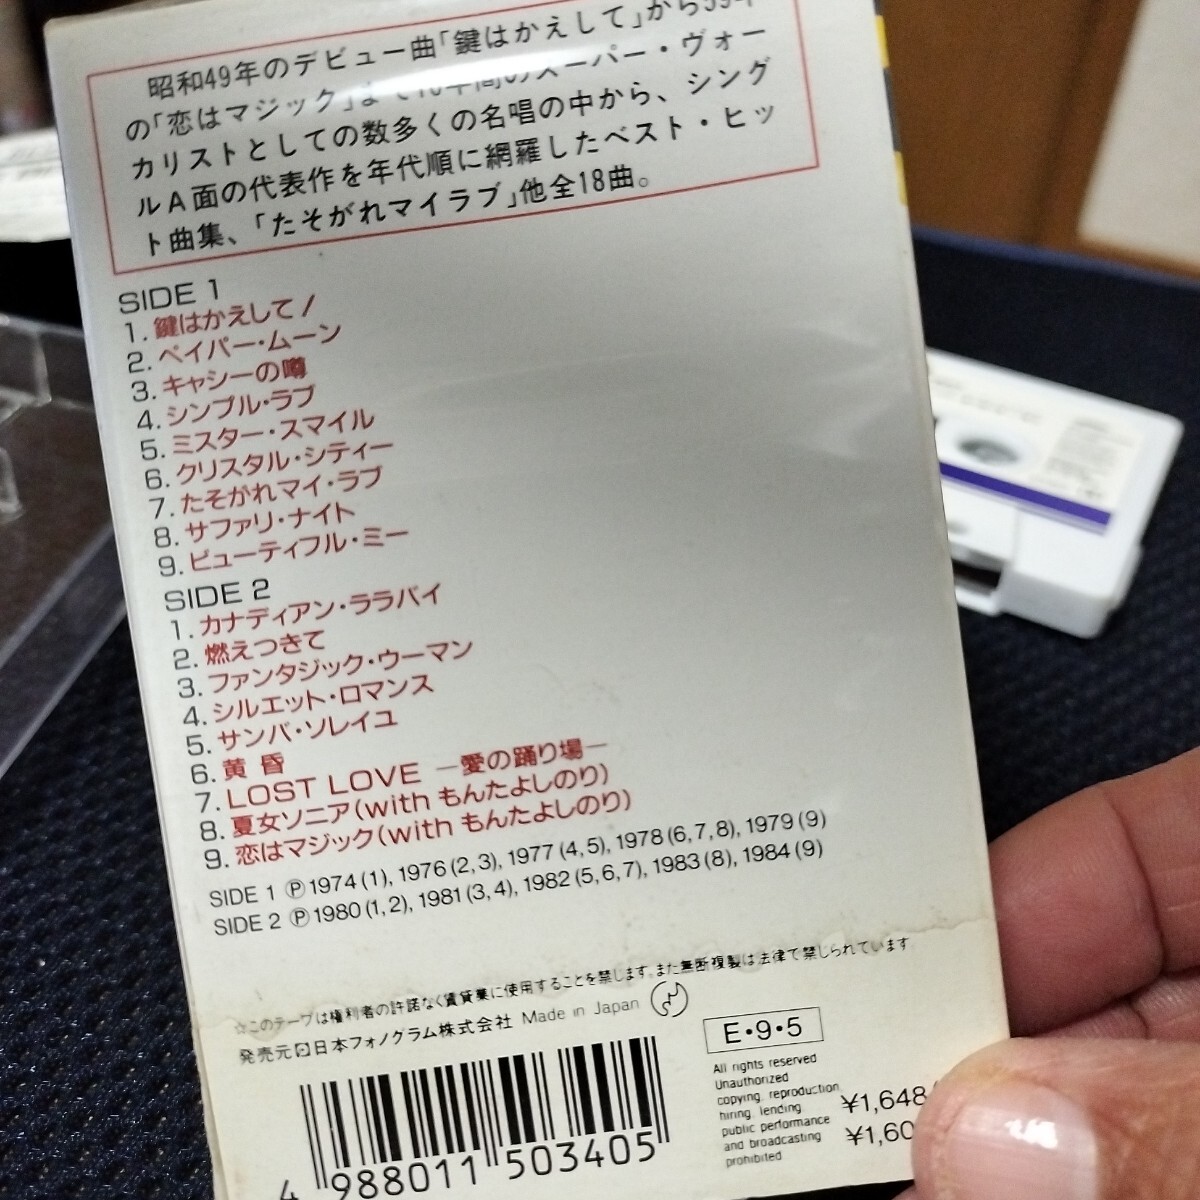 昭和49年のデビュー曲「鍵はかえして」から59年
の「恋はマジック」まで10年間のスーパー・ヴォー
カリストとしての数多くの名唱の中から、シング
ルA面の代表作を年代順に網羅したベスト・ヒッ
ト曲集、「たそがれマイラブ」他全18曲。
SIDE 1
1. 鍵はかえして!
2. ペイパー・ムーン
3. キャシーの噂
4. シンプル・ラブ
5. ミスター・スマイル
6. クリスタル・シティー
7. たそがれマイ・ラブ
8. サファリ・ナイト
9. ビューティフル・ミー
SIDE 2
1. カナディアン・ララバイ
2. 燃えつきて
3. ファンタジック・ウーマン
4. シルエット・ロマンス
5. サンバ・ソレイユ
6. 黄昏
7. LOST LOVE ―愛の踊り場―
8. 夏女ソニア(with もんたよしのり)
9. 恋はマジック(with もんたよしのり)
SIDE 1 Ⓟ1974(1), 1976(2,3), 1977(4,5), 1978(6,7,8), 1979(9)
SIDE 2 Ⓟ1980(1,2), 1981(3,4), 1982(5,6,7), 1983(8), 1984(9)
☆このテープは権利者の許諾なく賃貸業に使用することを禁じます。また無断複製は法律で禁じられています
発売元 日本フォノグラム株式会社 Made in Japan
E・9・5
All rights reserved
Unauthorized
copying, reproduction,
hiring, lending,
public performance
and broadcasting
prohibited
¥1,648
¥1,60
4 988011 503405